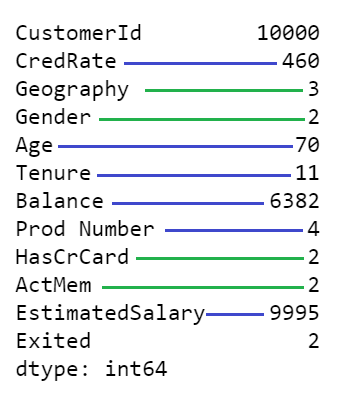 CustomerId 10000
CredRate 460
Geography 3
Gender 2
Age 70
Tenure 11
Balance 6382
Prod Number 4
HasCrCard 2
ActMem 2
EstimatedSalary 9995
Exited 2
dtype: int64